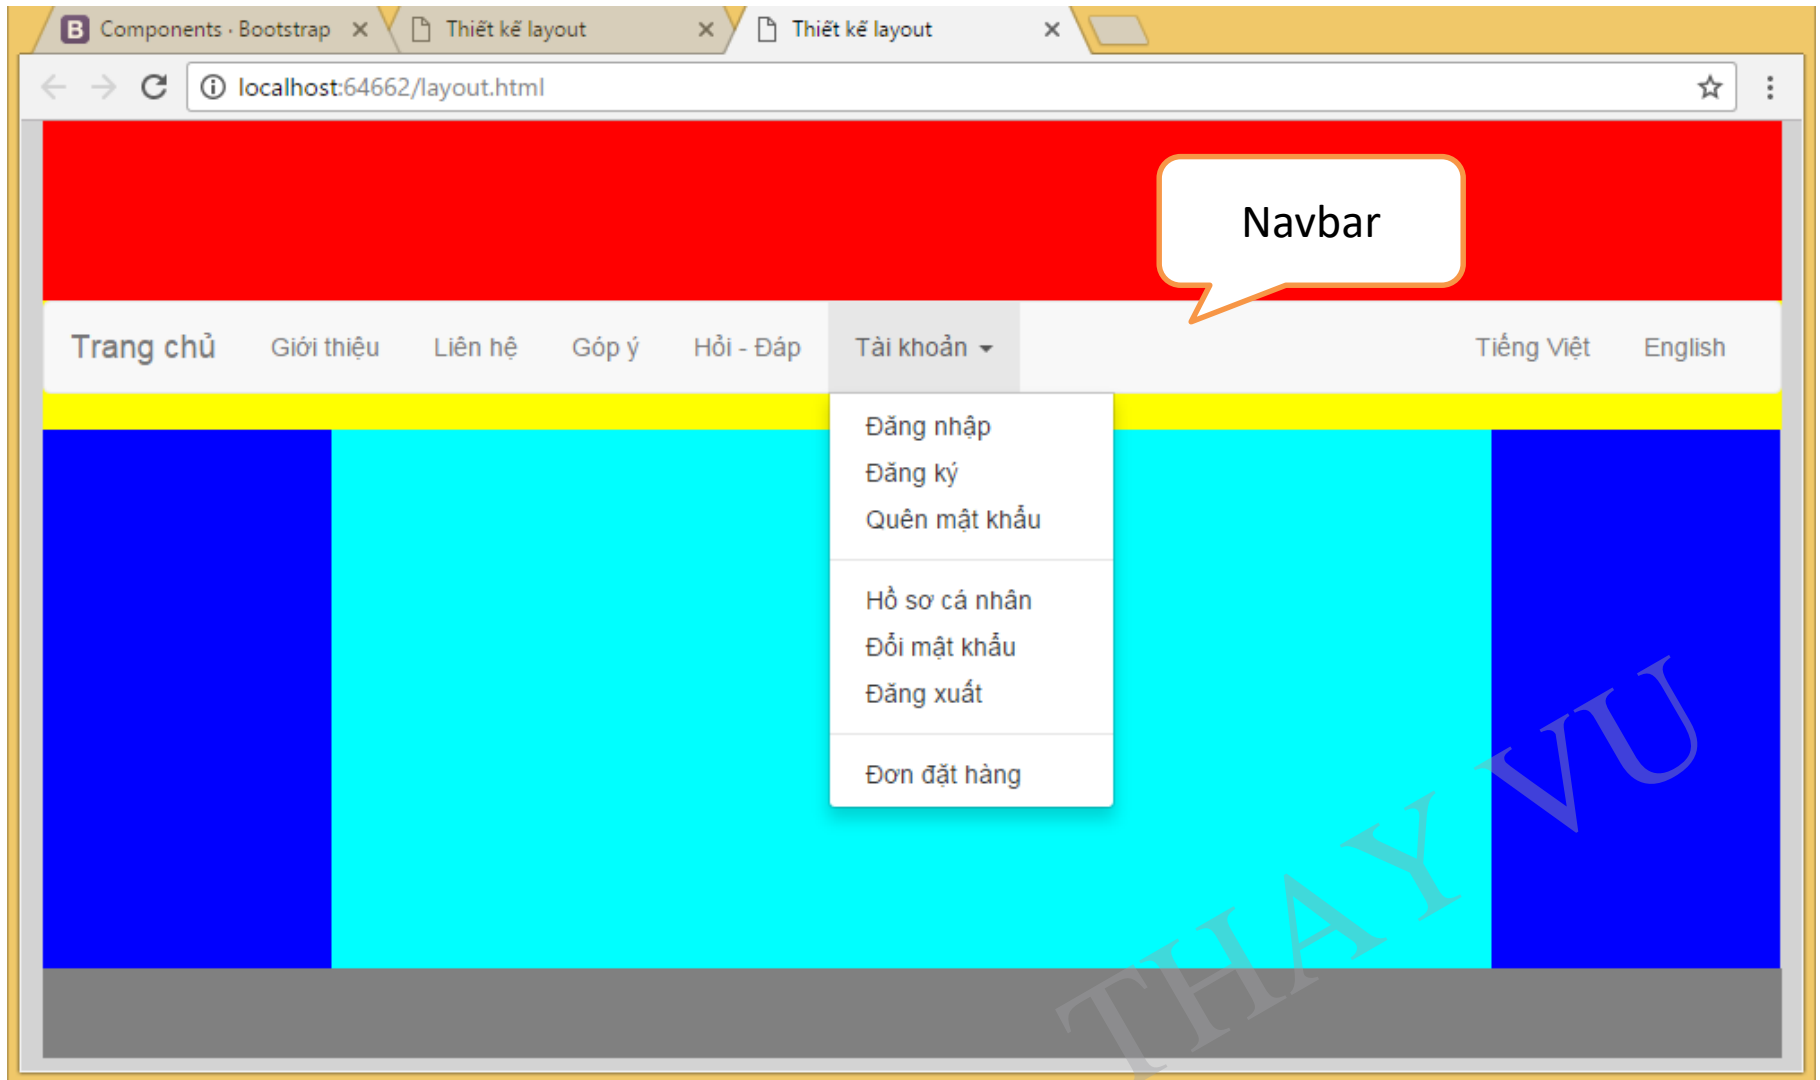 Components · Bootstrap
Thiết kế layout
Thiết kế layout
localhost:64662/layout.html
Navbar
Trang chủ Giới thiệu Liên hệ Góp ý Hỏi - Đáp Tài khoản Tiếng Việt English
Đăng nhập
Đăng ký
Quên mật khẩu
Hồ sơ cá nhân
Đổi mật khẩu
Đăng xuất
Đơn đặt hàng
THAY VU